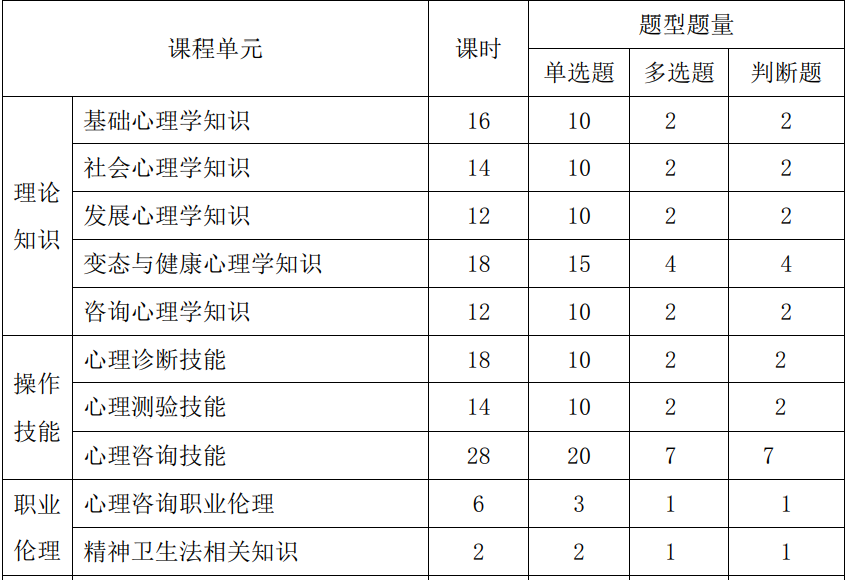 课程单元 课时 题型题量
单选题 多选题 判断题
理论知识 基础心理学知识 16 10 2 2
社会心理学知识 14 10 2 2
发展心理学知识 12 10 2 2
变态与健康心理学知识 18 15 4 4
咨询心理学知识 12 10 2 2
操作技能 心理诊断技能 18 10 2 2
心理测验技能 14 10 2 2
心理咨询技能 28 20 7 7
职业伦理 心理咨询职业伦理 6 3 1 1
精神卫生法相关知识 2 2 1 1